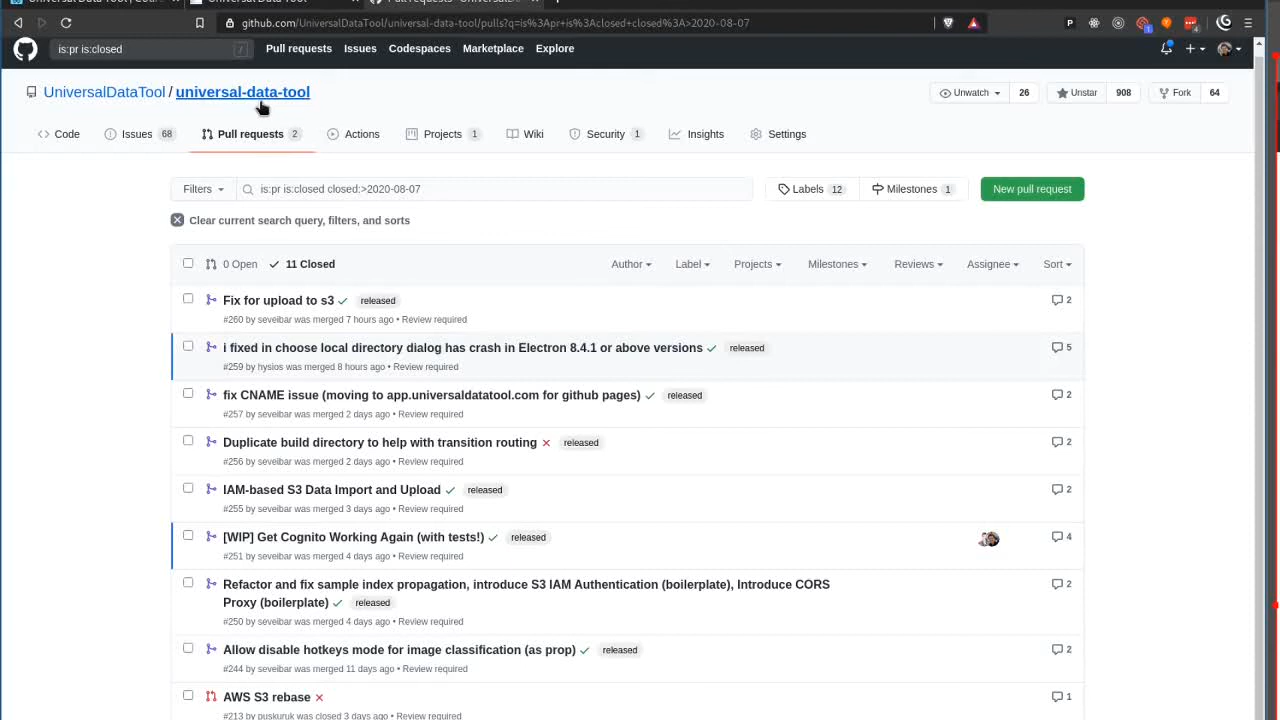 github.com/UniversalDataTool/universal-data-tool/pulls?q=is%3Apr+is%3Aclosed+closed%3A>2020-08-07
is:pr is:closed / Pull requests Issues Codespaces Marketplace Explore
UniversalDataTool / universal-data-tool Unwatch 26 Unstar 908 Fork 64
Code Issues 68 Pull requests 2 Actions Projects 1 Wiki Security 1 Insights Settings
Filters is:pr is:closed closed:>2020-08-07 Labels 12 Milestones 1 New pull request
Clear current search query, filters, and sorts
0 Open 11 Closed Author Label Projects Milestones Reviews Assignee Sort
Fix for upload to s3 released 2
#260 by seveibar was merged 7 hours ago • Review required
i fixed in choose local directory dialog has crash in Electron 8.4.1 or above versions released 5
#259 by hysios was merged 8 hours ago • Review required
fix CNAME issue (moving to app.universaldatatool.com for github pages) released 2
#257 by seveibar was merged 2 days ago • Review required
Duplicate build directory to help with transition routing released 2
#256 by seveibar was merged 2 days ago • Review required
IAM-based S3 Data Import and Upload released 2
#255 by seveibar was merged 3 days ago • Review required
[WIP] Get Cognito Working Again (with tests!) released 4
#251 by seveibar was merged 4 days ago • Review required
Refactor and fix sample index propagation, introduce S3 IAM Authentication (boilerplate), Introduce CORS 2
Proxy (boilerplate) released
#250 by seveibar was merged 4 days ago • Review required
Allow disable hotkeys mode for image classification (as prop) released 2
#244 by seveibar was merged 11 days ago • Review required
AWS S3 rebase 1
#213 by puskuruk was closed 3 days ago • Review required